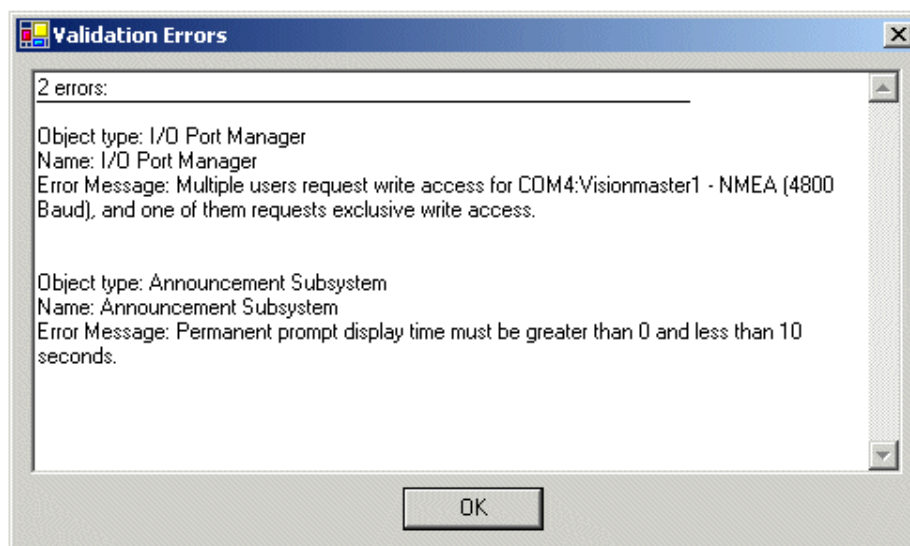 Validation Errors
2 errors:
Object type: I/O Port Manager
Name: I/O Port Manager
Error Message: Multiple users request write access for COM4:Visionmaster1 - NMEA (4800
Baud), and one of them requests exclusive write access.
Object type: Announcement Subsystem
Name: Announcement Subsystem
Error Message: Permanent prompt display time must be greater than 0 and less than 10
seconds.
OK